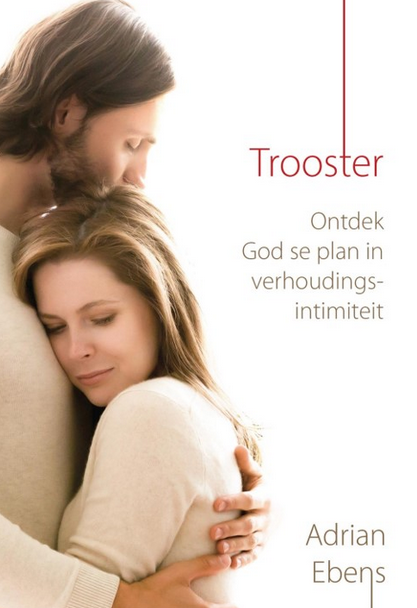 Trooster
Ontdek
God se plan in
verhoudings-
intimiteit
Adrian
Ebens